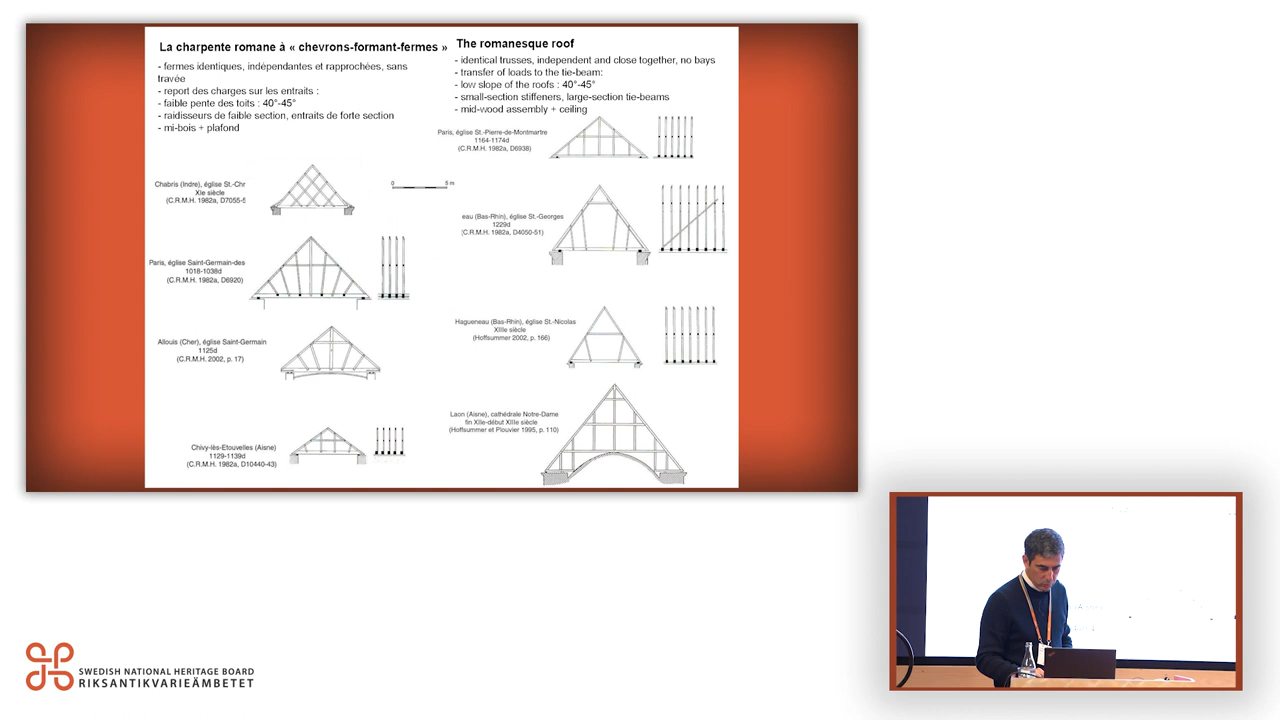 La charpente romane à « chevrons-formant-fermes »
- fermes identiques, indépendantes et rapprochées, sans
travée
- report des charges sur les entraits :
- faible pente des toits : 40°-45°
- raidisseurs de faible section, entraits de forte section
- mi-bois + plafond
Chabris (Indre), église St.-Chr
XIe siècle
(C.R.M.H. 1982a, D7055-5
Paris, église Saint-Germain-des
1018-1038d
(C.R.M.H. 1982a, D6920)
Allouis (Cher), église Saint-Germain
1125d
(C.R.M.H. 2002, p. 17)
Chivy-lès-Etouvelles (Aisne)
1129-1139d
(C.R.M.H. 1982a, D10440-43)
0 5 m
The romanesque roof
- identical trusses, independent and close together, no bays
- transfer of loads to the tie-beam:
- low slope of the roofs : 40°-45°
- small-section stiffeners, large-section tie-beams
- mid-wood assembly + ceiling
Paris, église St.-Pierre-de-Montmartre
1164-1174d
(C.R.M.H. 1982a, D6938)
eau (Bas-Rhin), église St.-Georges
1229d
(C.R.M.H. 1982a, D4050-51)
Hagueneau (Bas-Rhin), église St.-Nicolas
XIIIe siècle
(Hoffsummer 2002, p. 166)
Laon (Aisne), cathédrale Notre-Dame
fin XIIe-début XIIIe siècle
(Hoffsummer et Plouvier 1995, p. 110)
SWEDISH NATIONAL HERITAGE BOARD
RIKSANTIKVARIEÄMBETET